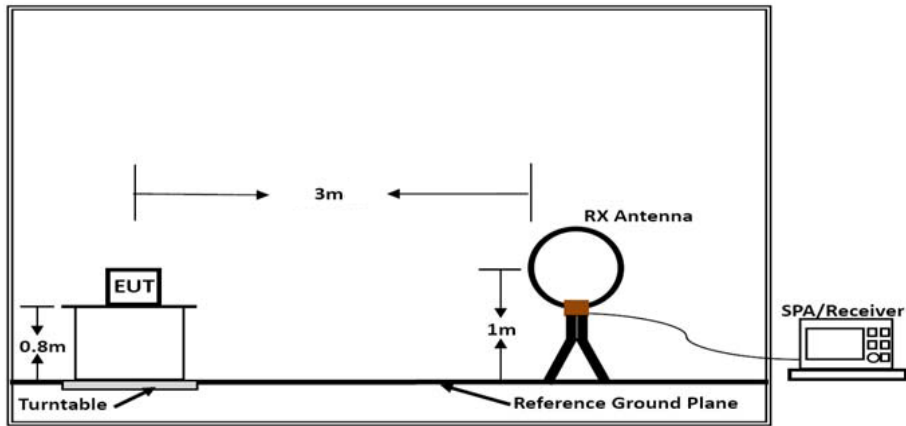 3m
RX Antenna
EUT
SPA/Receiver
1m
0.8m
Turntable
Reference Ground Plane